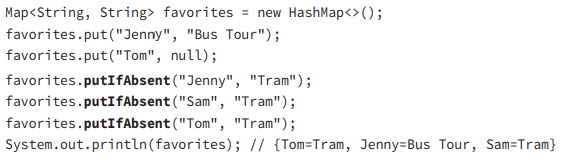 Map<String, String> favorites = new HashMap<>();
favorites.put("Jenny", "Bus Tour");
favorites.put("Tom", null);
favorites.putIfAbsent("Jenny", "Tram");
favorites.putIfAbsent("Sam", "Tram");
favorites.putIfAbsent("Tom", "Tram");
System.out.println(favorites); // {Tom=Tram, Jenny=Bus Tour, Sam=Tram}